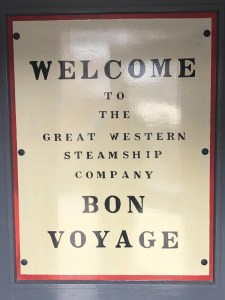 WELCOME
TO
THE
GREAT WESTERN
STEAMSHIP
COMPANY
BON
VOYAGE